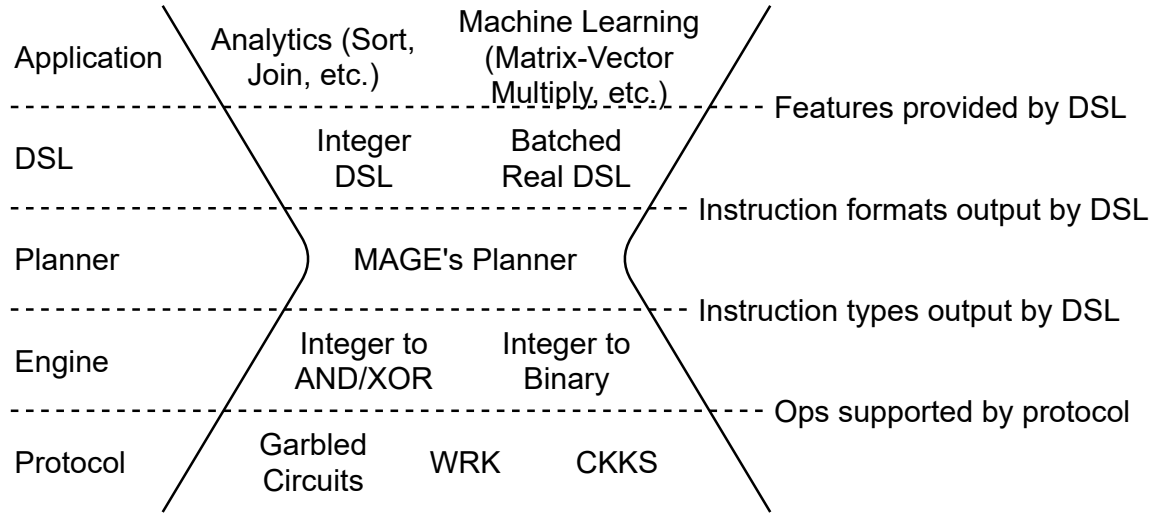 Application
Analytics (Sort,
Join, etc.)
Machine Learning
(Matrix-Vector
Multiply, etc.)
Features provided by DSL
DSL
Integer
DSL
Batched
Real DSL
Instruction formats output by DSL
Planner
MAGE's Planner
Instruction types output by DSL
Engine
Integer to
AND/XOR
Integer to
Binary
Ops supported by protocol
Protocol
Garbled
Circuits
WRK
CKKS